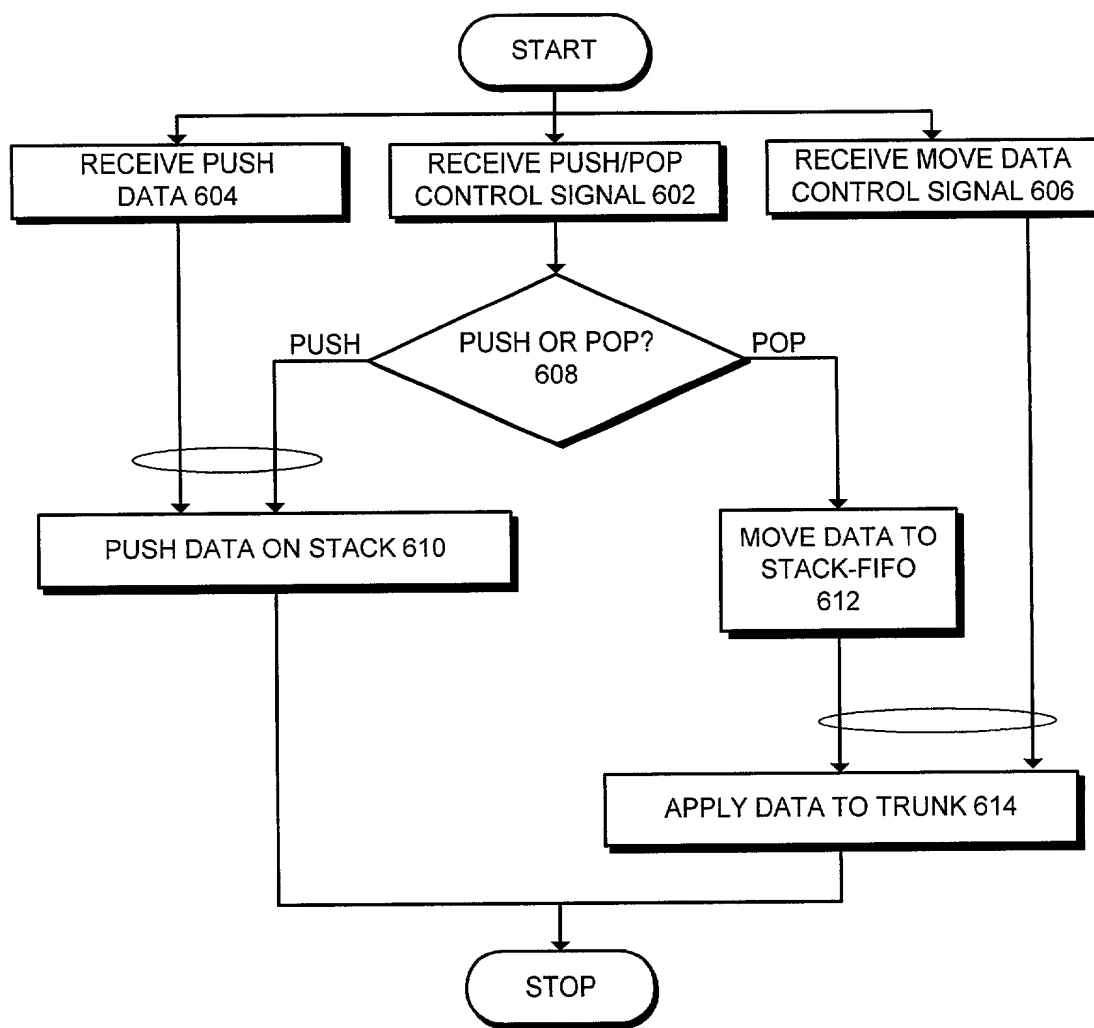 START
RECEIVE PUSH
DATA 604
RECEIVE PUSH/POP
CONTROL SIGNAL 602
RECEIVE MOVE DATA
CONTROL SIGNAL 606
PUSH
PUSH OR POP?
608
POP
PUSH DATA ON STACK 610
MOVE DATA TO
STACK-FIFO
612
APPLY DATA TO TRUNK 614
STOP